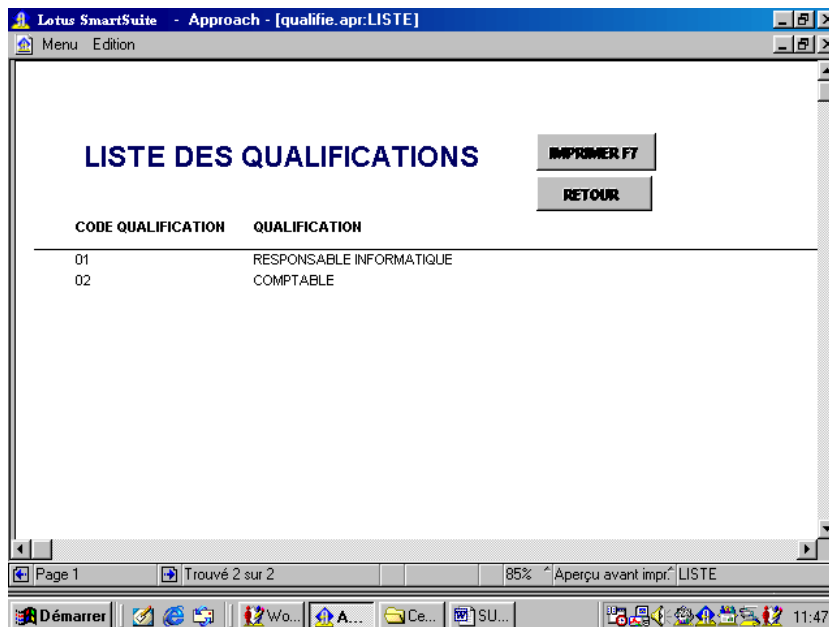 Lotus SmartSuite - Approach - [qualifie.apr:LISTE]
Menu Edition
LISTE DES QUALIFICATIONS
IMPRIMER F7
RETOUR
CODE QUALIFICATION QUALIFICATION
01 RESPONSABLE INFORMATIQUE
02 COMPTABLE
Page 1 Trouvé 2 sur 2 85% Aperçu avant impr. LISTE
Démarrer Wo... A... Ce... SU... 11:47